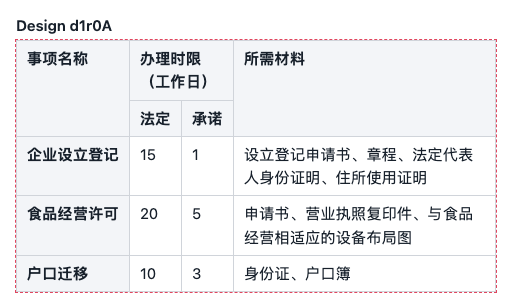 Design d1r0A
事项名称
办理时限
（工作日）
所需材料
法定
承诺
企业设立登记
15
1
设立登记申请书、章程、法定代表
人身份证明、住所使用证明
食品经营许可
20
5
申请书、营业执照复印件、与食品
经营相适应的设备布局图
户口迁移
10
3
身份证、户口簿